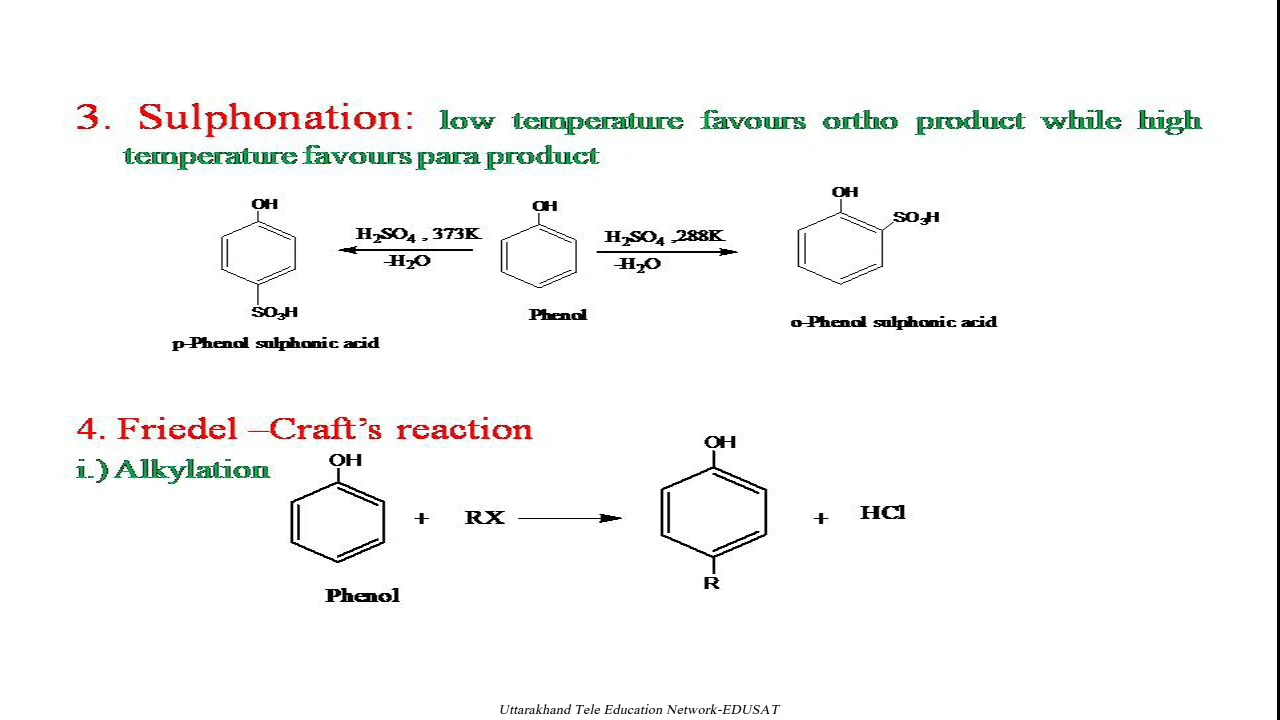 3. Sulphonation: low temperature favours ortho product while high
temperature favours para product
OH
OH
OH
SO₃H
H₂SO₄ , 373K
-H₂O
H₂SO₄ ,288K
-H₂O
SO₃H
Phenol
o-Phenol sulphonic acid
p-Phenol sulphonic acid
4. Friedel –Craft’s reaction
i.) Alkylation
OH
OH
+ RX
+ HCl
R
Phenol
Uttarakhand Tele Education Network-EDUSAT